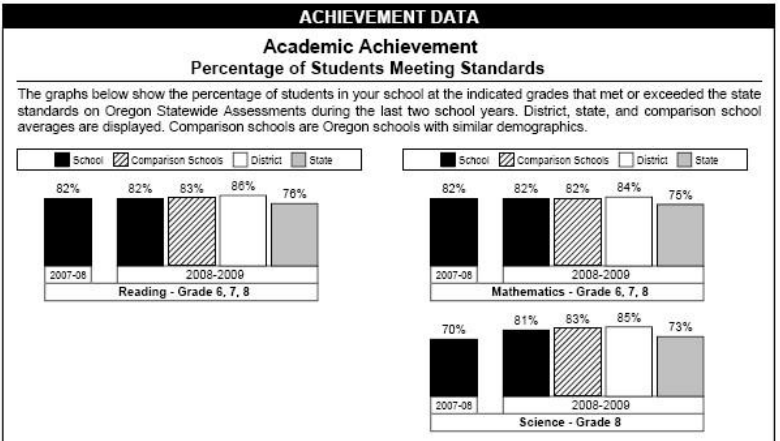 ACHIEVEMENT DATA
Academic Achievement
Percentage of Students Meeting Standards
The graphs below show the percentage of students in your school at the indicated grades that met or exceeded the state
standards on Oregon Statewide Assessments during the last two school years. District, state, and comparison school
averages are displayed. Comparison schools are Oregon schools with similar demographics.
School Comparison Schools District State
82% 82% 83% 86% 76%
2007-08 2008-2009
Reading - Grade 6, 7, 8
School Comparison Schools District State
82% 82% 82% 84% 75%
2007-08 2008-2009
Mathematics - Grade 6, 7, 8
70% 81% 83% 85% 73%
2007-08 2008-2009
Science - Grade 8